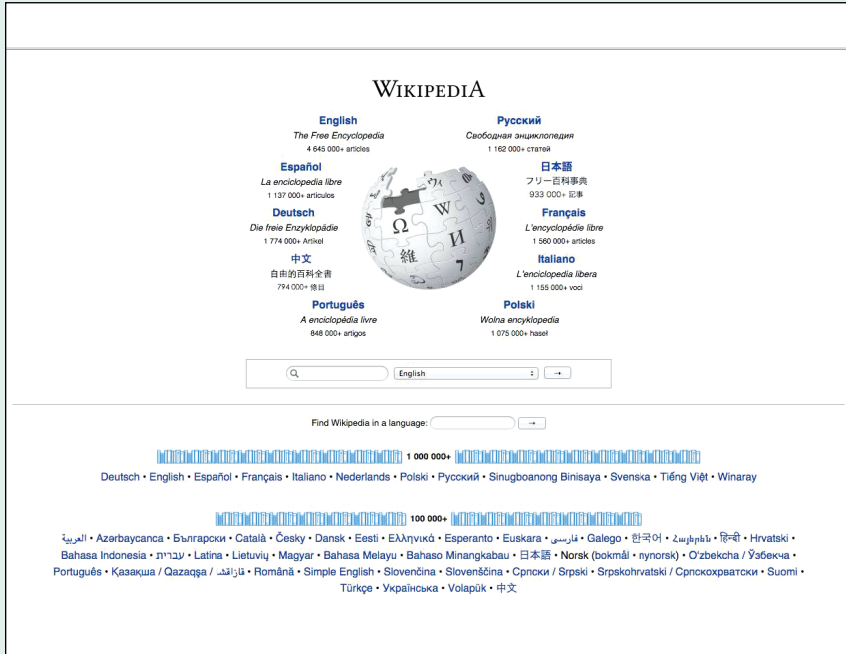 WIKIPEDIA
English
The Free Encyclopedia
4 645 000+ articles
Русский
Свободная энциклопедия
1 162 000+ статей
Español
La enciclopedia libre
1 137 000+ artículos
日本語
フリー百科事典
933 000+ 記事
Deutsch
Die freie Enzyklopädie
1 774 000+ Artikel
Français
L'encyclopédie libre
1 560 000+ articles
中文
自由的百科全書
794 000+ 條目
Italiano
L'enciclopedia libera
1 155 000+ voci
Português
A enciclopédia livre
848 000+ artigos
Polski
Wolna encyklopedia
1 075 000+ haseł
Ω
W
И
維
ウィ
7
English →
Find Wikipedia in a language: →
1 000 000+
Deutsch • English • Español • Français • Italiano • Nederlands • Polski • Русский • Sinugboanong Binisaya • Svenska • Tiếng Việt • Winaray
100 000+
العربية • Azərbaycanca • Български • Català • Česky • Dansk • Eesti • Ελληνικά • Esperanto • Euskara • فارسی • Galego • 한국어 • Հայերեն • हिन्दी • Hrvatski •
Bahasa Indonesia • עברית • Latina • Lietuvių • Magyar • Bahasa Melayu • Bahaso Minangkabau • 日本語 • Norsk (bokmål • nynorsk) • Oʻzbekcha / Ўзбекча •
Português • Қазақша / Qazaqşa / قازاقشا • Română • Simple English • Slovenčina • Slovenščina • Српски / Srpski • Srpskohrvatski / Српскохрватски • Suomi •
Türkçe • Українська • Volapük • 中文